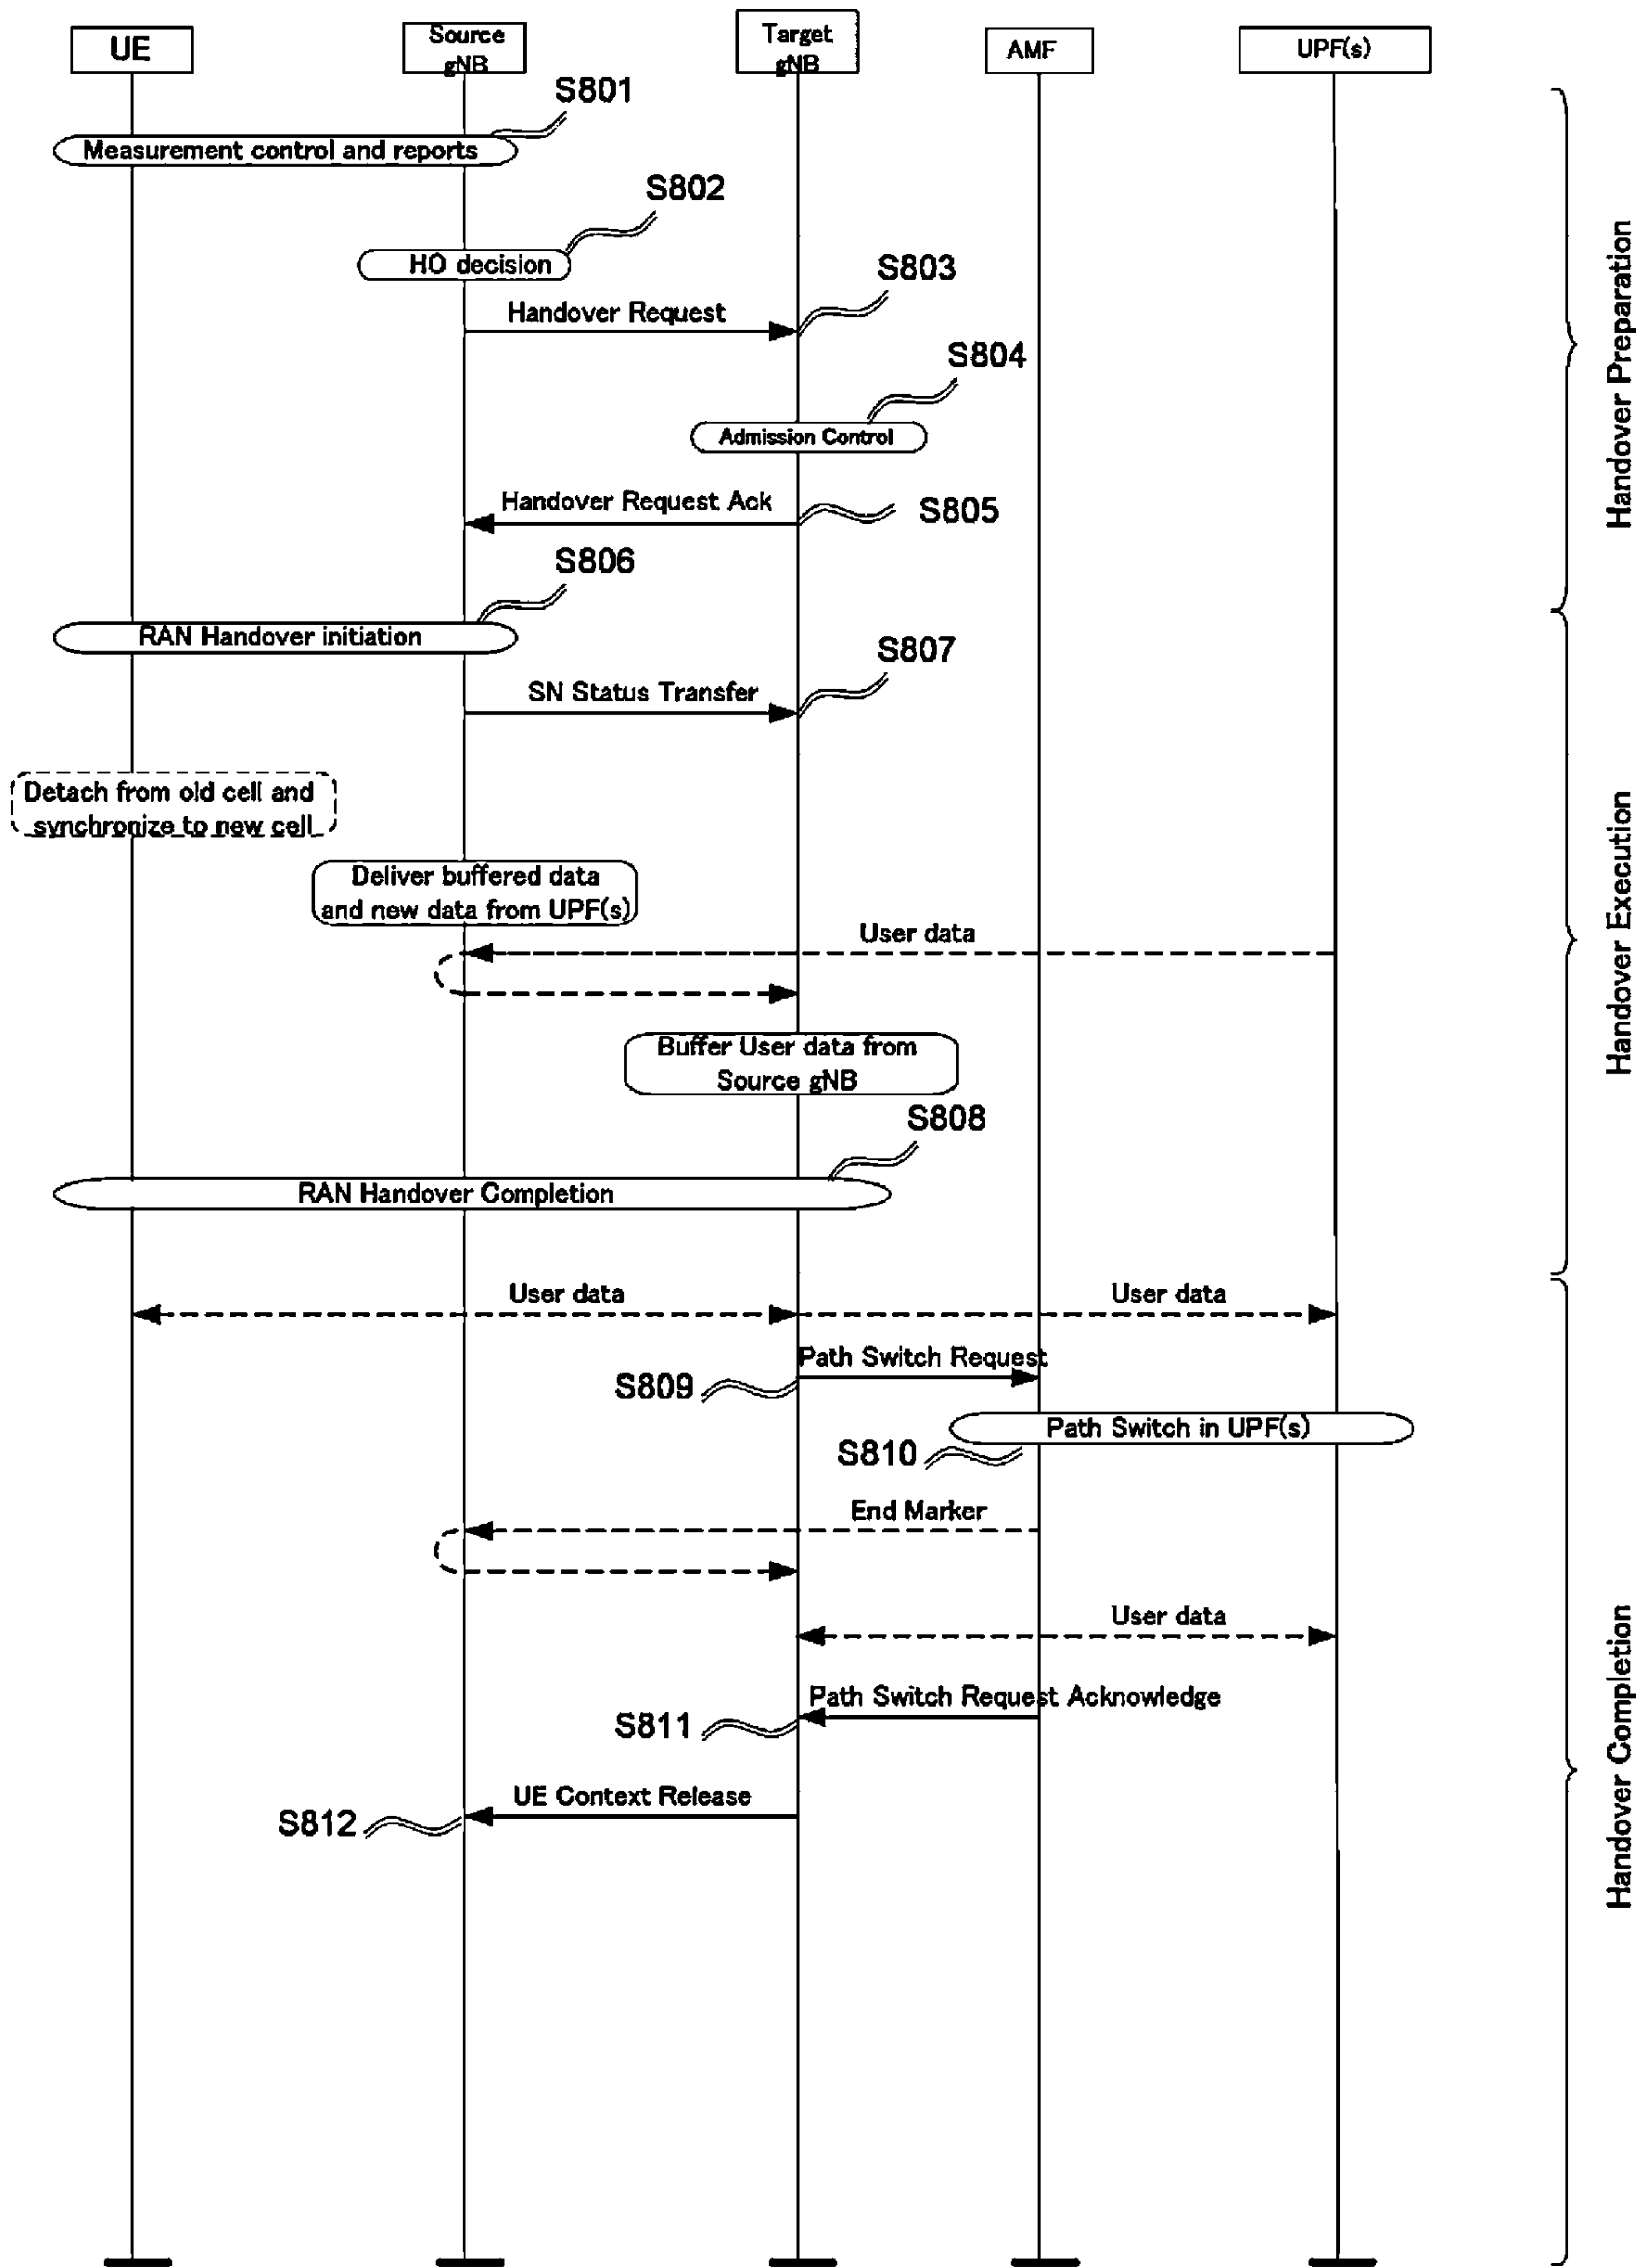 UE
Source
gNB
Target
gNB
AMF
UPF(s)
S801
Measurement control and reports
S802
HO decision
S803
Handover Request
S804
Admission Control
Handover Request Ack
S805
Handover Preparation
S806
RAN Handover initiation
S807
SN Status Transfer
Detach from old cell and
synchronize to new cell
Deliver buffered data
and new data from UPF(s)
User data
Buffer User data from
Source gNB
S808
RAN Handover Completion
Handover Execution
User data
User data
Path Switch Request
S809
Path Switch in UPF(s)
S810
End Marker
User data
Path Switch Request Acknowledge
S811
UE Context Release
S812
Handover Completion